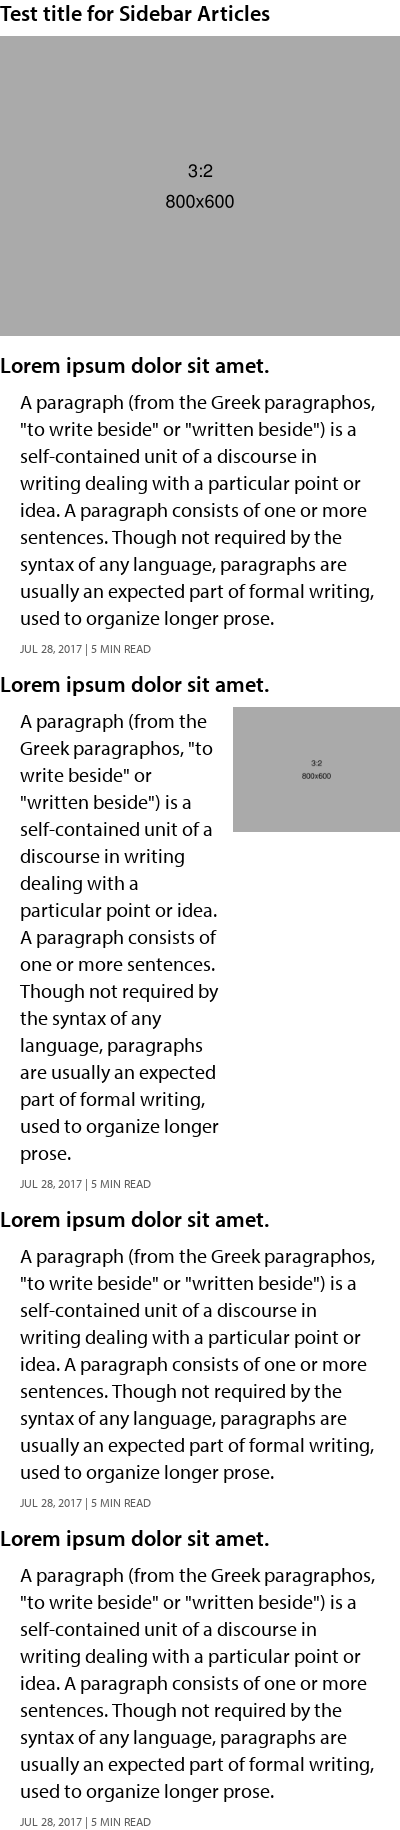 Test title for Sidebar Articles
3:2
800x600
Lorem ipsum dolor sit amet.
A paragraph (from the Greek paragraphos,
"to write beside" or "written beside") is a
self-contained unit of a discourse in
writing dealing with a particular point or
idea. A paragraph consists of one or more
sentences. Though not required by the
syntax of any language, paragraphs are
usually an expected part of formal writing,
used to organize longer prose.
JUL 28, 2017 | 5 MIN READ
Lorem ipsum dolor sit amet.
A paragraph (from the
Greek paragraphos, "to
write beside" or
"written beside") is a
self-contained unit of a
discourse in writing
dealing with a
particular point or idea.
A paragraph consists of
one or more sentences.
Though not required by
the syntax of any
language, paragraphs
are usually an expected
part of formal writing,
used to organize longer
prose.
3:2
800x600
JUL 28, 2017 | 5 MIN READ
Lorem ipsum dolor sit amet.
A paragraph (from the Greek paragraphos,
"to write beside" or "written beside") is a
self-contained unit of a discourse in
writing dealing with a particular point or
idea. A paragraph consists of one or more
sentences. Though not required by the
syntax of any language, paragraphs are
usually an expected part of formal writing,
used to organize longer prose.
JUL 28, 2017 | 5 MIN READ
Lorem ipsum dolor sit amet.
A paragraph (from the Greek paragraphos,
"to write beside" or "written beside") is a
self-contained unit of a discourse in
writing dealing with a particular point or
idea. A paragraph consists of one or more
sentences. Though not required by the
syntax of any language, paragraphs are
usually an expected part of formal writing,
used to organize longer prose.
JUL 28, 2017 | 5 MIN READ